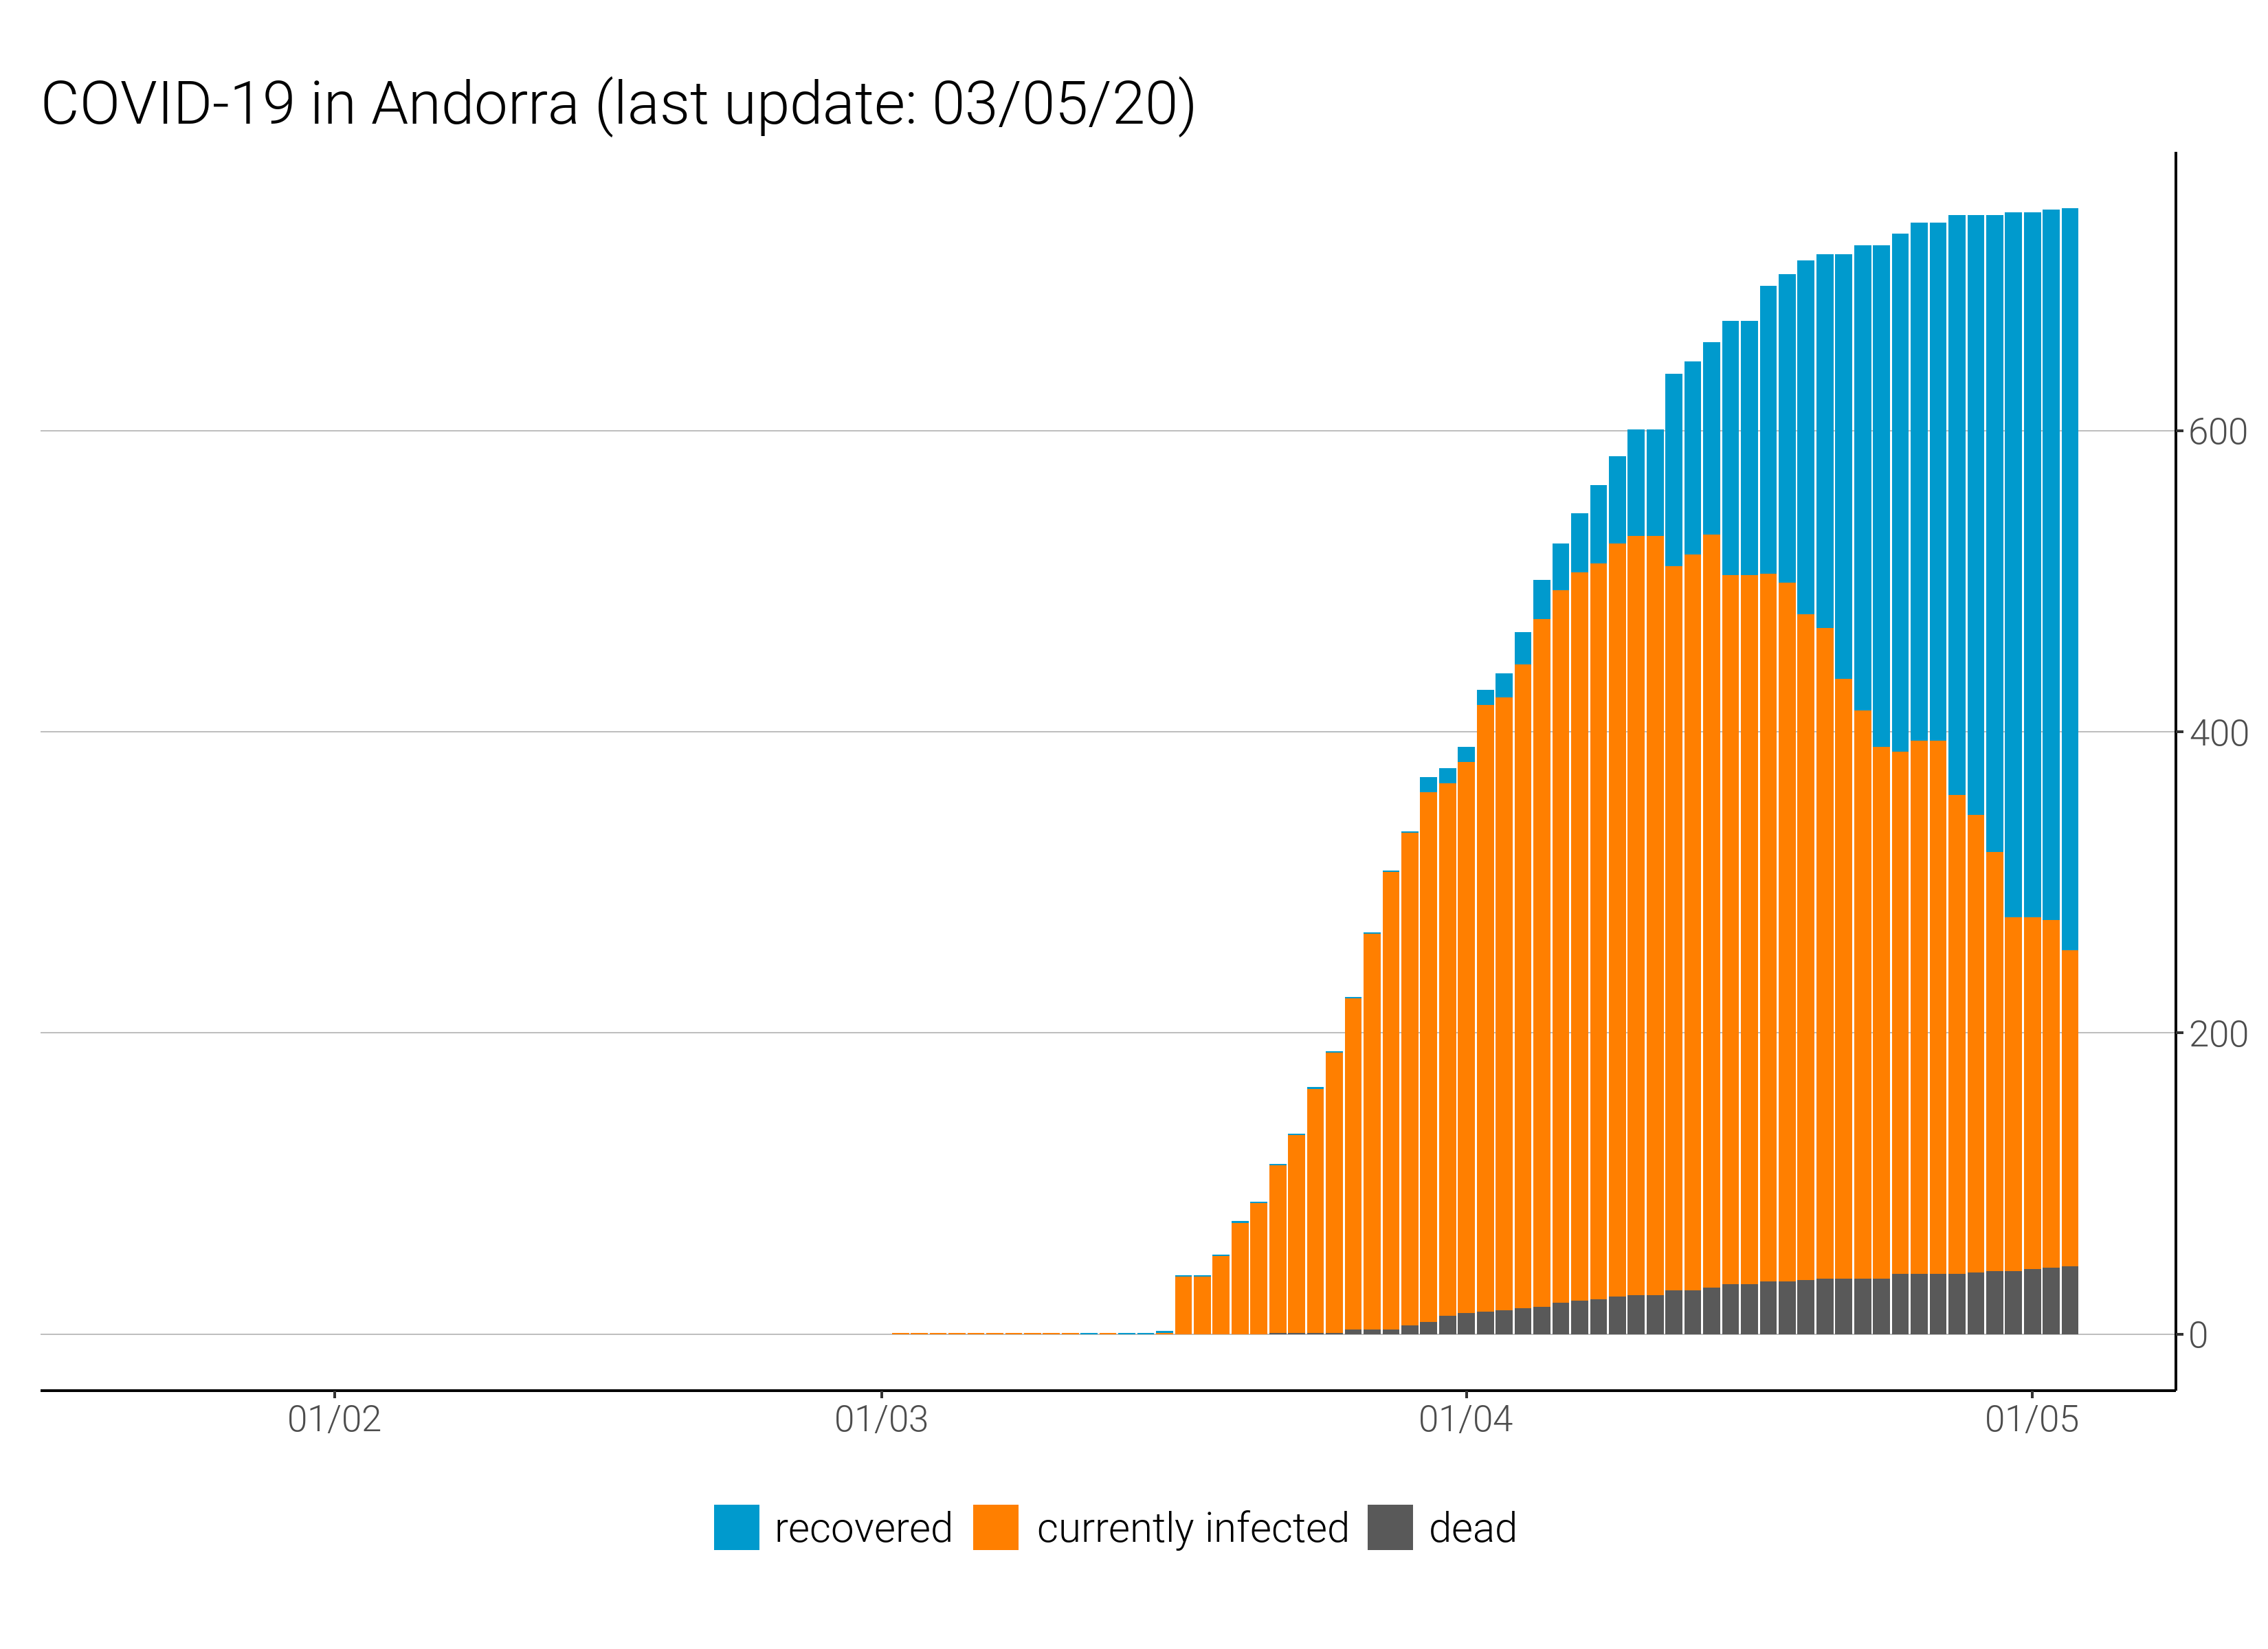 COVID-19 in Andorra (last update: 03/05/20)
600
400
200
0
01/02 01/03 01/04 01/05
recovered currently infected dead